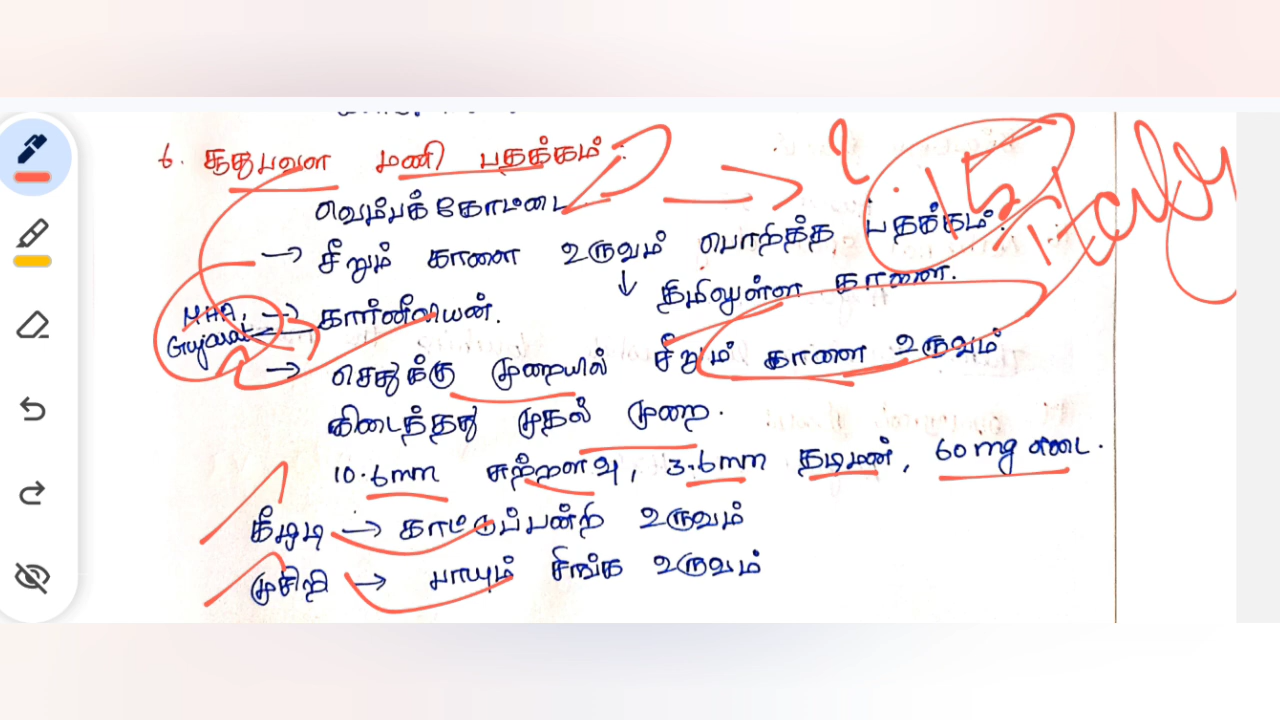 6. சூதுபவள மணி பதக்கம் :
வெம்பக்கோட்டை
→ சீறும் காளை உருவம் பொறித்த பதக்கம்.
↓ திமிலுள்ள காளை.
MHA, Gujarat → கார்னீலியன்.
→ செதுக்கு முறையில் சீறும் காளை உருவம்
கிடைத்தது முதல் முறை.
10.6mm சுற்றளவு, 3.6mm தடிமன், 60mg எடை.
கீழடி → காட்டுப்பன்றி உருவம்
முசிறி → பாயும் சிங்க உருவம்
15
Italy